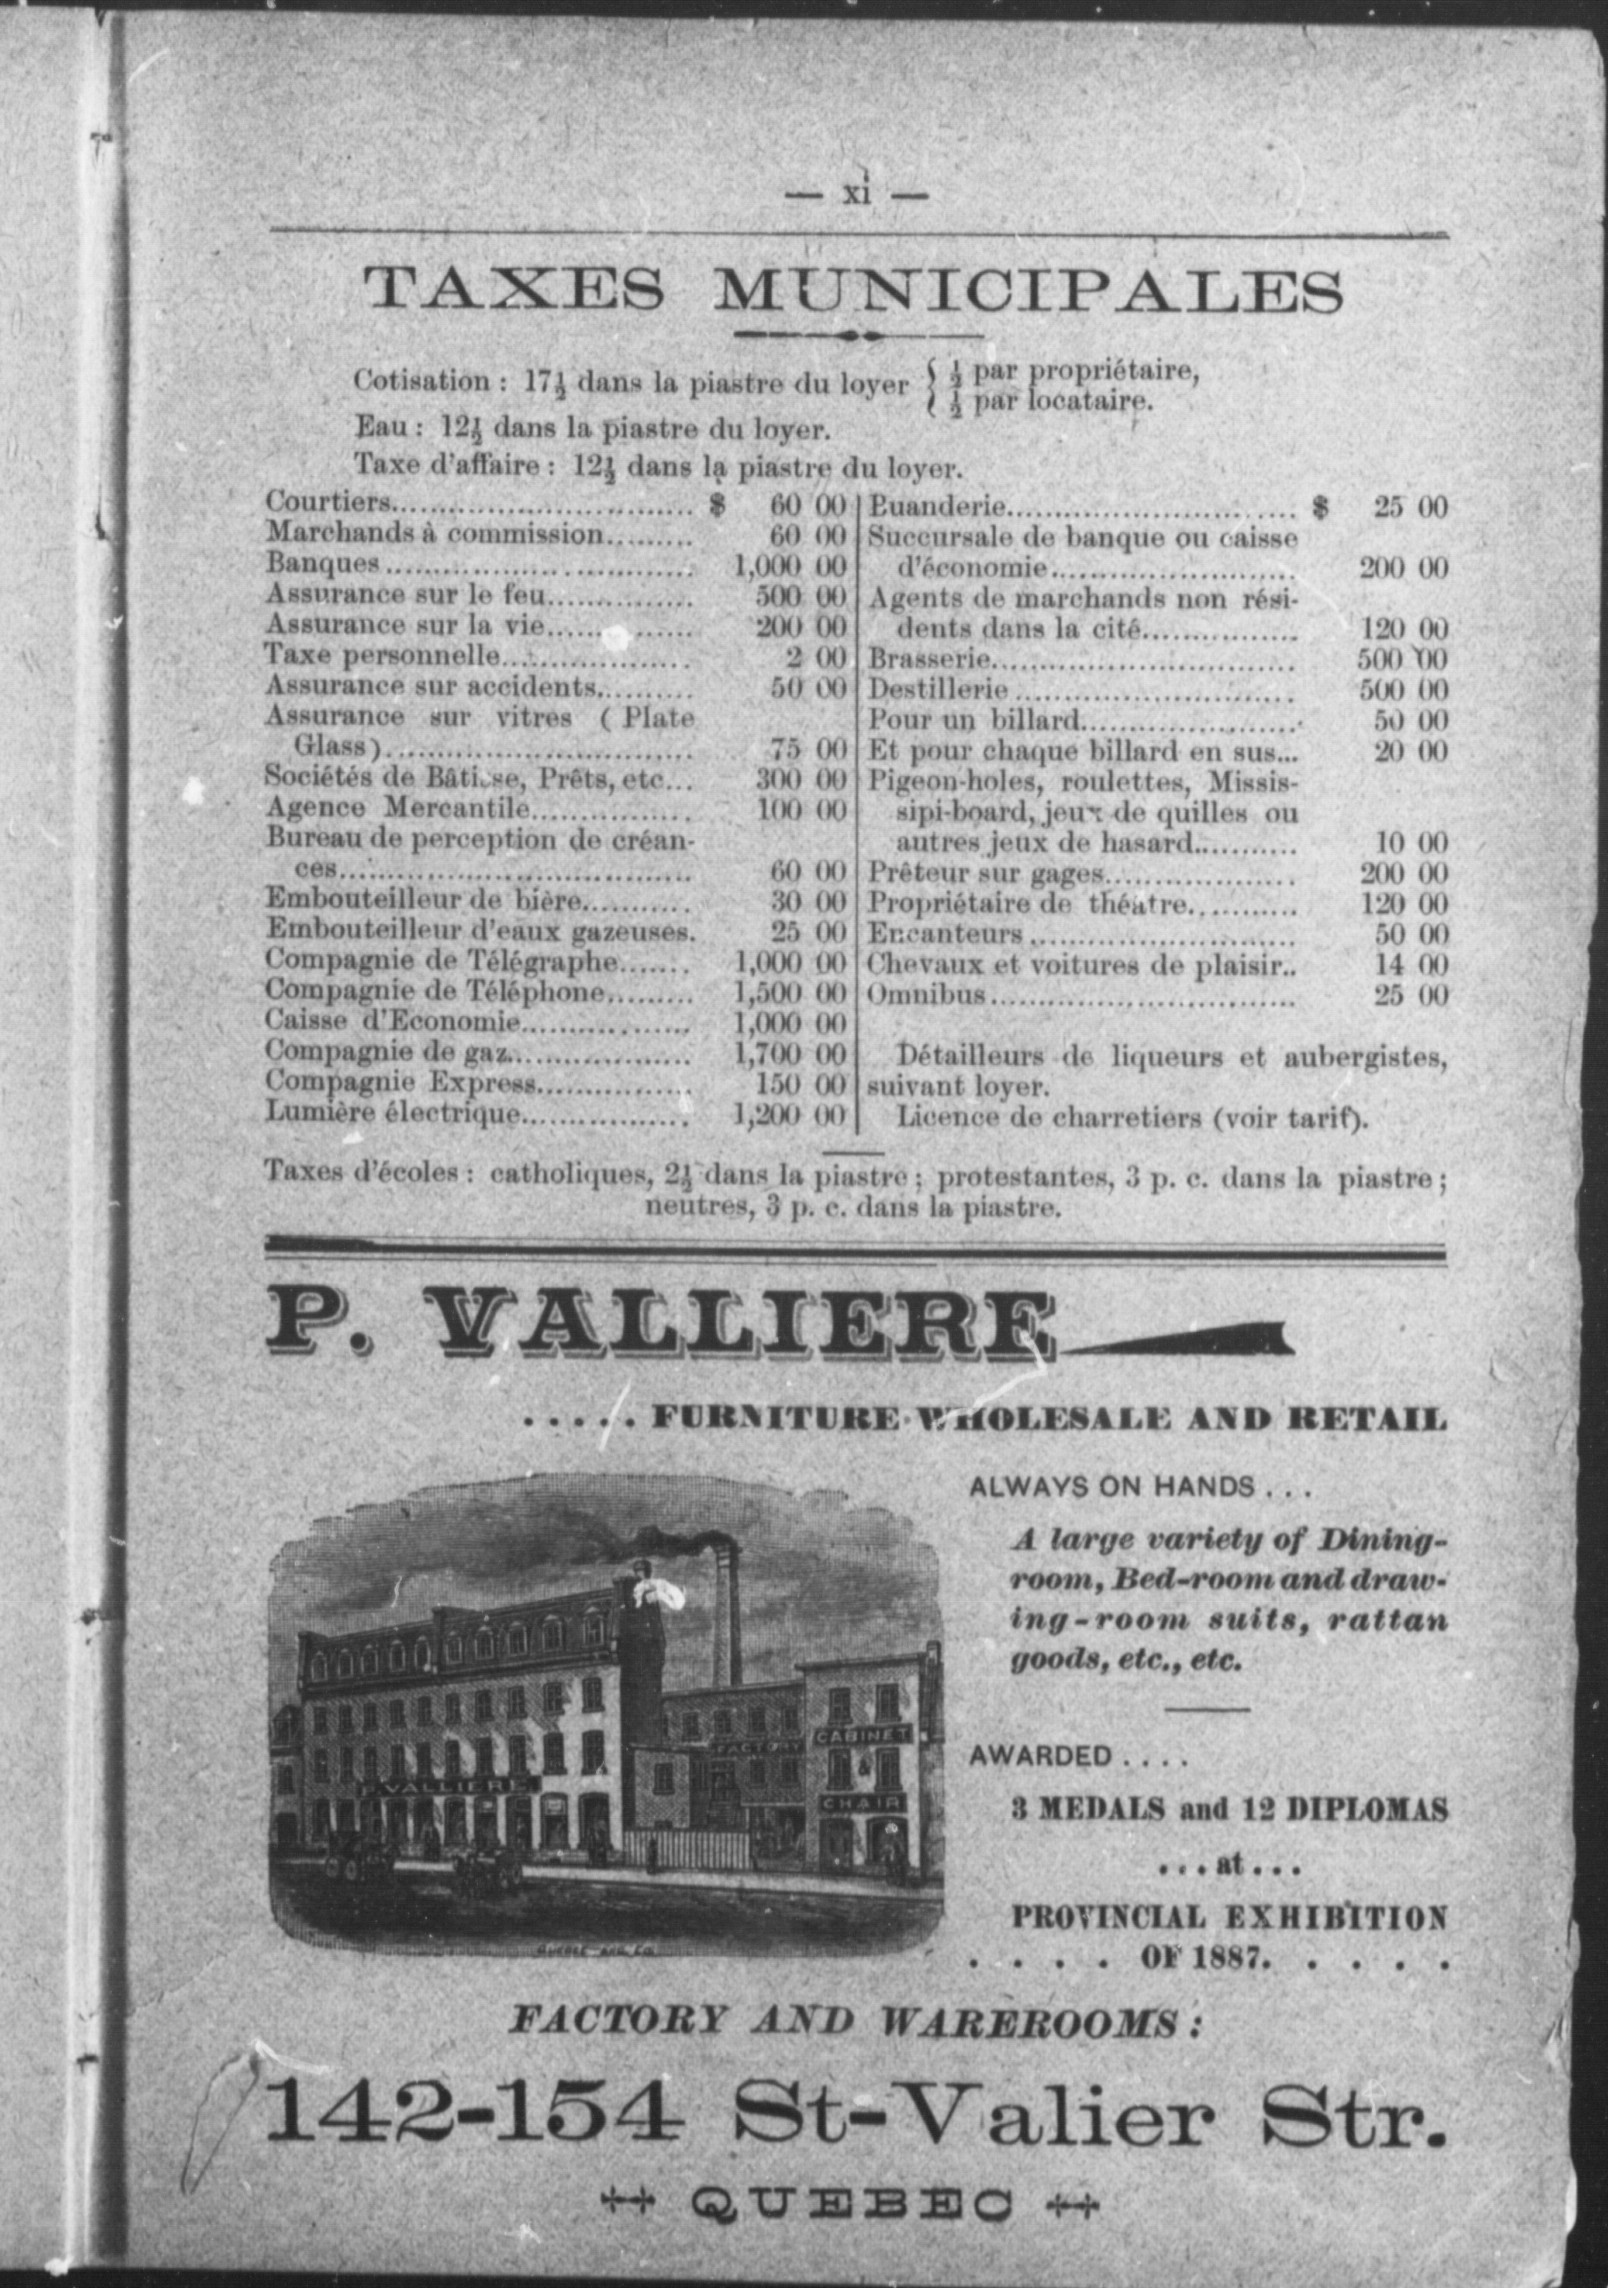 — xi —
TAXES MUNICIPALES
Cotisation : 17½ dans la piastre du loyer { ½ par propriétaire,
{ ½ par locataire.
Eau : 12½ dans la piastre du loyer.
Taxe d'affaire : 12½ dans la piastre du loyer.
Courtiers................................ $ 60 00
Marchands à commission......... 60 00
Banques................................ 1,000 00
Assurance sur le feu............... 500 00
Assurance sur la vie............... 200 00
Taxe personnelle.................... 2 00
Assurance sur accidents.......... 50 00
Assurance sur vitres ( Plate
Glass)................................ 75 00
Sociétés de Bâtisse, Prêts, etc... 300 00
Agence Mercantile................. 100 00
Bureau de perception de créan-
ces..................................... 60 00
Embouteilleur de bière............ 30 00
Embouteilleur d'eaux gazeuses. 25 00
Compagnie de Télégraphe....... 1,000 00
Compagnie de Téléphone......... 1,500 00
Caisse d'Economie.................. 1,000 00
Compagnie de gaz................... 1,700 00
Compagnie Express................. 150 00
Lumière électrique.................. 1,200 00
Buanderie.............................. $ 25 00
Succursale de banque ou caisse
d'économie.......................... 200 00
Agents de marchands non rési-
dents dans la cité................. 120 00
Brasserie................................ 500 00
Destillerie.............................. 500 00
Pour un billard....................... 50 00
Et pour chaque billard en sus... 20 00
Pigeon-holes, roulettes, Missis-
sipi-board, jeux de quilles ou
autres jeux de hasard........... 10 00
Prêteur sur gages.................... 200 00
Propriétaire de théatre............ 120 00
Encanteurs............................ 50 00
Chevaux et voitures de plaisir.. 14 00
Omnibus................................ 25 00
Détailleurs de liqueurs et aubergistes,
suivant loyer.
Licence de charretiers (voir tarif).
Taxes d'écoles : catholiques, 2½ dans la piastre ; protestantes, 3 p. c. dans la piastre ;
neutres, 3 p. c. dans la piastre.
P. VALLIERE
..... FURNITURE WHOLESALE AND RETAIL
ALWAYS ON HANDS . . .
A large variety of Dining-
room, Bed-room and draw-
ing-room suits, rattan
goods, etc., etc.
AWARDED . . . .
3 MEDALS and 12 DIPLOMAS
...at...
PROVINCIAL EXHIBITION
. . . . OF 1887. . . . .
P. VALLIERE
FACTORY
CABINET
&
CHAIR
FACTORY AND WAREROOMS :
142-154 St-Valier Str.
QUEBEC